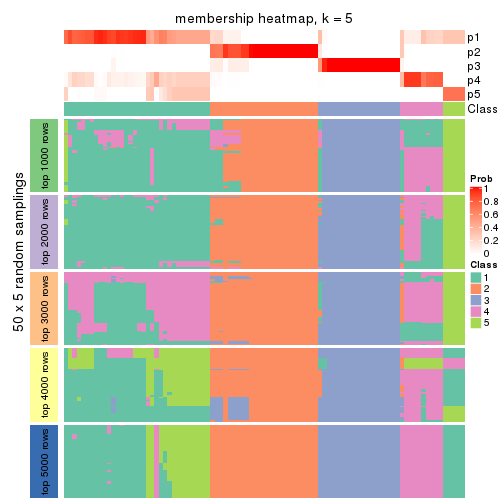 membership heatmap, k = 5
p1
p2
p3
p4
p5
Class
50 x 5 random samplings
top 1000 rows
top 2000 rows
top 3000 rows
top 4000 rows
top 5000 rows
Prob
1
0.8
0.6
0.4
0.2
0
Class
1
2
3
4
5